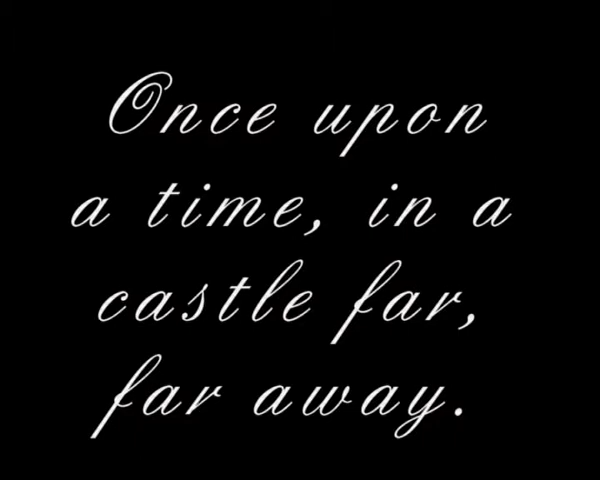 Once upon
a time, in a
castle far,
far away.